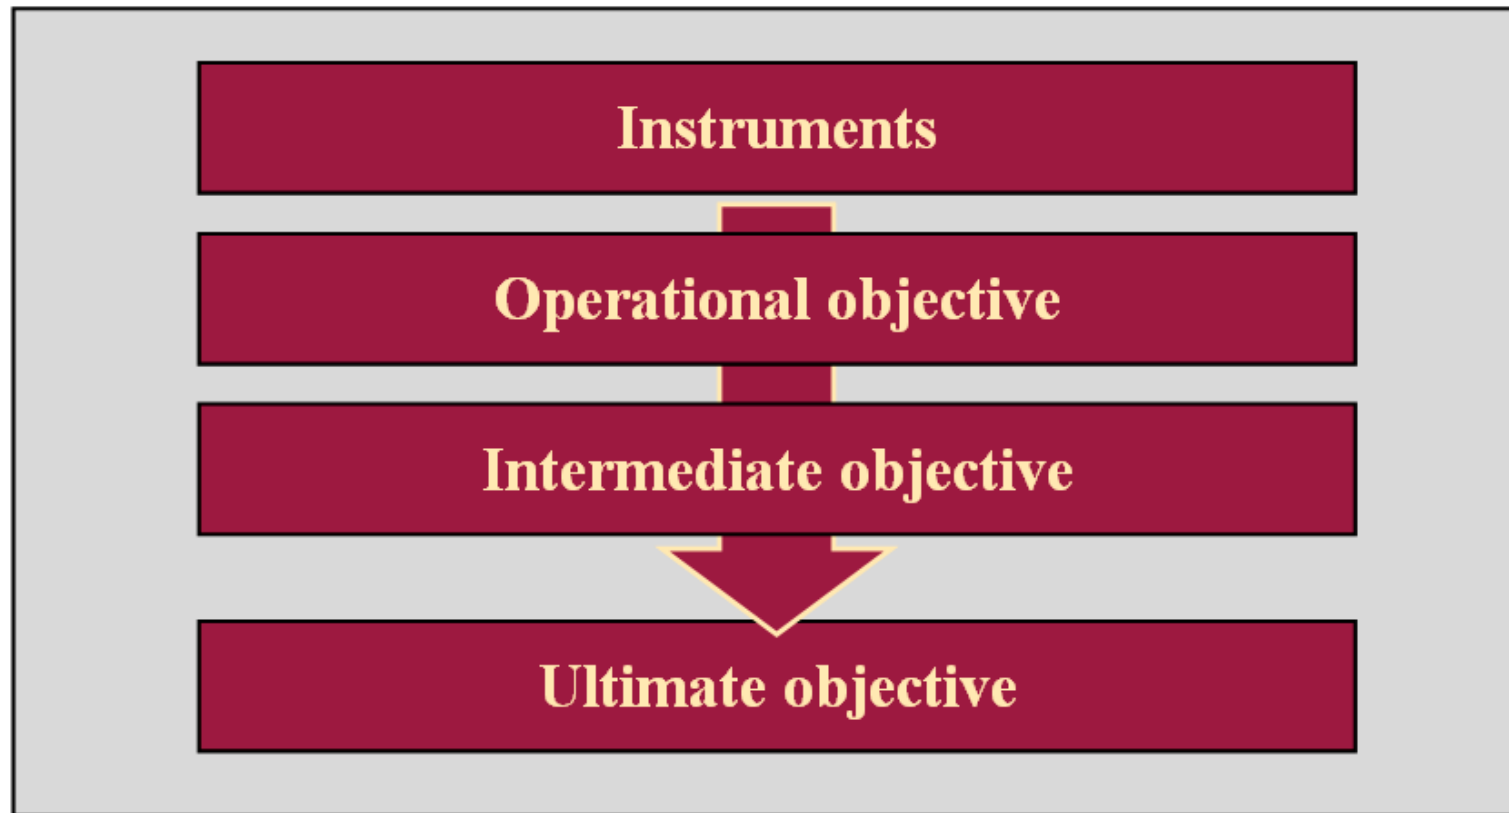 Instruments
Operational objective
Intermediate objective
Ultimate objective